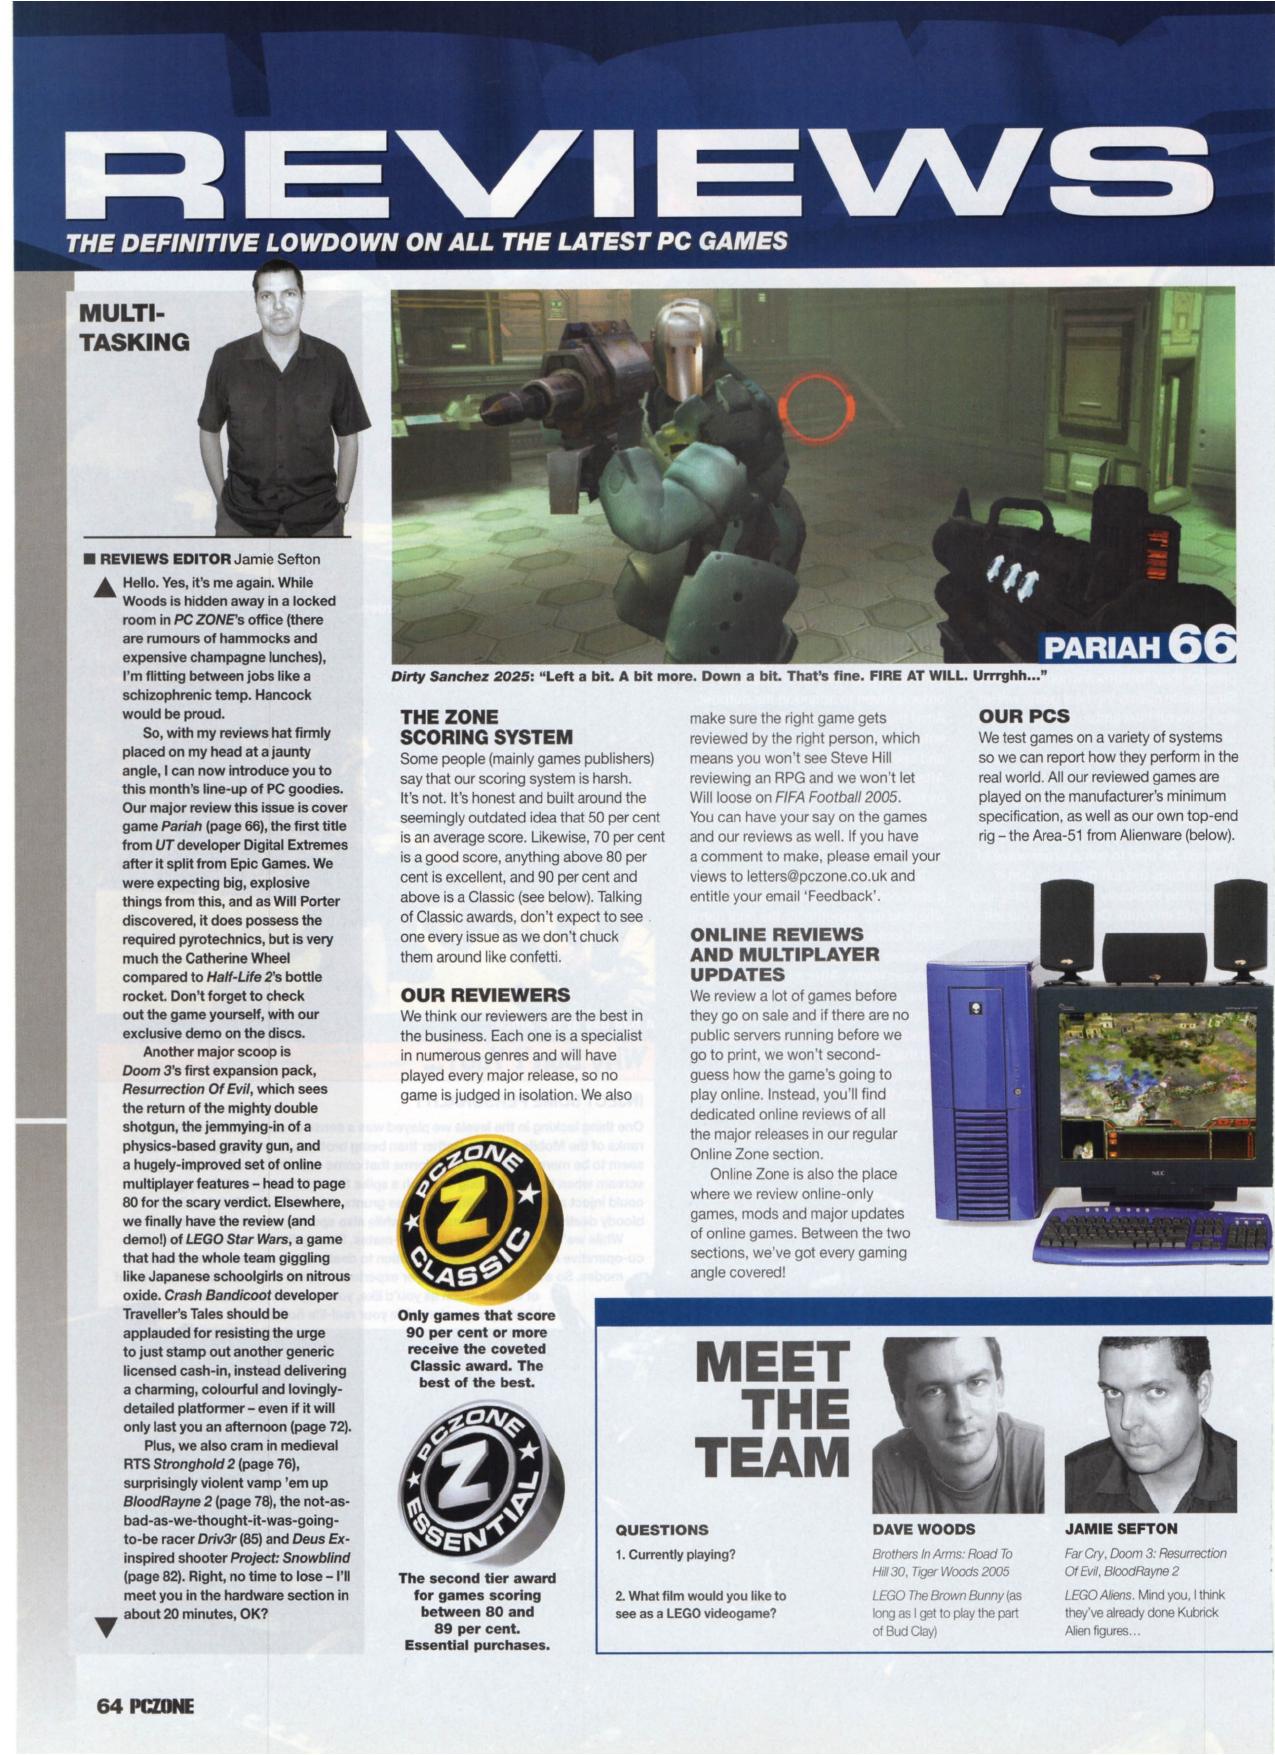 REVIEWS
THE DEFINITIVE LOWDOWN ON ALL THE LATEST PC GAMES
MULTI-
TASKING
■ REVIEWS EDITOR Jamie Sefton
Hello. Yes, it's me again. While
Woods is hidden away in a locked
room in PC ZONE's office (there
are rumours of hammocks and
expensive champagne lunches),
I'm flitting between jobs like a
schizophrenic temp. Hancock
would be proud.
So, with my reviews hat firmly
placed on my head at a jaunty
angle, I can now introduce you to
this month's line-up of PC goodies.
Our major review this issue is cover
game Pariah (page 66), the first title
from UT developer Digital Extremes
after it split from Epic Games. We
were expecting big, explosive
things from this, and as Will Porter
discovered, it does possess the
required pyrotechnics, but is very
much the Catherine Wheel
compared to Half-Life 2's bottle
rocket. Don't forget to check
out the game yourself, with our
exclusive demo on the discs.
Another major scoop is
Doom 3's first expansion pack,
Resurrection Of Evil, which sees
the return of the mighty double
shotgun, the jemmying-in of a
physics-based gravity gun, and
a hugely-improved set of online
multiplayer features – head to page
80 for the scary verdict. Elsewhere,
we finally have the review (and
demo!) of LEGO Star Wars, a game
that had the whole team giggling
like Japanese schoolgirls on nitrous
oxide. Crash Bandicoot developer
Traveller's Tales should be
applauded for resisting the urge
to just stamp out another generic
licensed cash-in, instead delivering
a charming, colourful and lovingly-
detailed platformer – even if it will
only last you an afternoon (page 72).
Plus, we also cram in medieval
RTS Stronghold 2 (page 76),
surprisingly violent vamp 'em up
BloodRayne 2 (page 78), the not-as-
bad-as-we-thought-it-was-going-
to-be racer Driv3r (85) and Deus Ex-
inspired shooter Project: Snowblind
(page 82). Right, no time to lose – I'll
meet you in the hardware section in
about 20 minutes, OK?
PARIAH 66
Dirty Sanchez 2025: “Left a bit. A bit more. Down a bit. That's fine. FIRE AT WILL. Urrrghh...”
THE ZONE
SCORING SYSTEM
Some people (mainly games publishers)
say that our scoring system is harsh.
It's not. It's honest and built around the
seemingly outdated idea that 50 per cent
is an average score. Likewise, 70 per cent
is a good score, anything above 80 per
cent is excellent, and 90 per cent and
above is a Classic (see below). Talking
of Classic awards, don't expect to see
one every issue as we don't chuck
them around like confetti.
OUR REVIEWERS
We think our reviewers are the best in
the business. Each one is a specialist
in numerous genres and will have
played every major release, so no
game is judged in isolation. We also
PCZONE
Z
CLASSIC
Only games that score
90 per cent or more
receive the coveted
Classic award. The
best of the best.
PCZONE
Z
ESSENTIAL
The second tier award
for games scoring
between 80 and
89 per cent.
Essential purchases.
make sure the right game gets
reviewed by the right person, which
means you won't see Steve Hill
reviewing an RPG and we won't let
Will loose on FIFA Football 2005.
You can have your say on the games
and our reviews as well. If you have
a comment to make, please email your
views to letters@pczone.co.uk and
entitle your email ‘Feedback’.
ONLINE REVIEWS
AND MULTIPLAYER
UPDATES
We review a lot of games before
they go on sale and if there are no
public servers running before we
go to print, we won't second-
guess how the game's going to
play online. Instead, you'll find
dedicated online reviews of all
the major releases in our regular
Online Zone section.
Online Zone is also the place
where we review online-only
games, mods and major updates
of online games. Between the two
sections, we've got every gaming
angle covered!
OUR PCS
We test games on a variety of systems
so we can report how they perform in the
real world. All our reviewed games are
played on the manufacturer's minimum
specification, as well as our own top-end
rig – the Area-51 from Alienware (below).
NEC
MEET
THE
TEAM
QUESTIONS
1. Currently playing?
2. What film would you like to
see as a LEGO videogame?
DAVE WOODS
Brothers In Arms: Road To
Hill 30, Tiger Woods 2005
LEGO The Brown Bunny (as
long as I get to play the part
of Bud Clay)
JAMIE SEFTON
Far Cry, Doom 3: Resurrection
Of Evil, BloodRayne 2
LEGO Aliens. Mind you, I think
they've already done Kubrick
Alien figures...
64 PCZONE